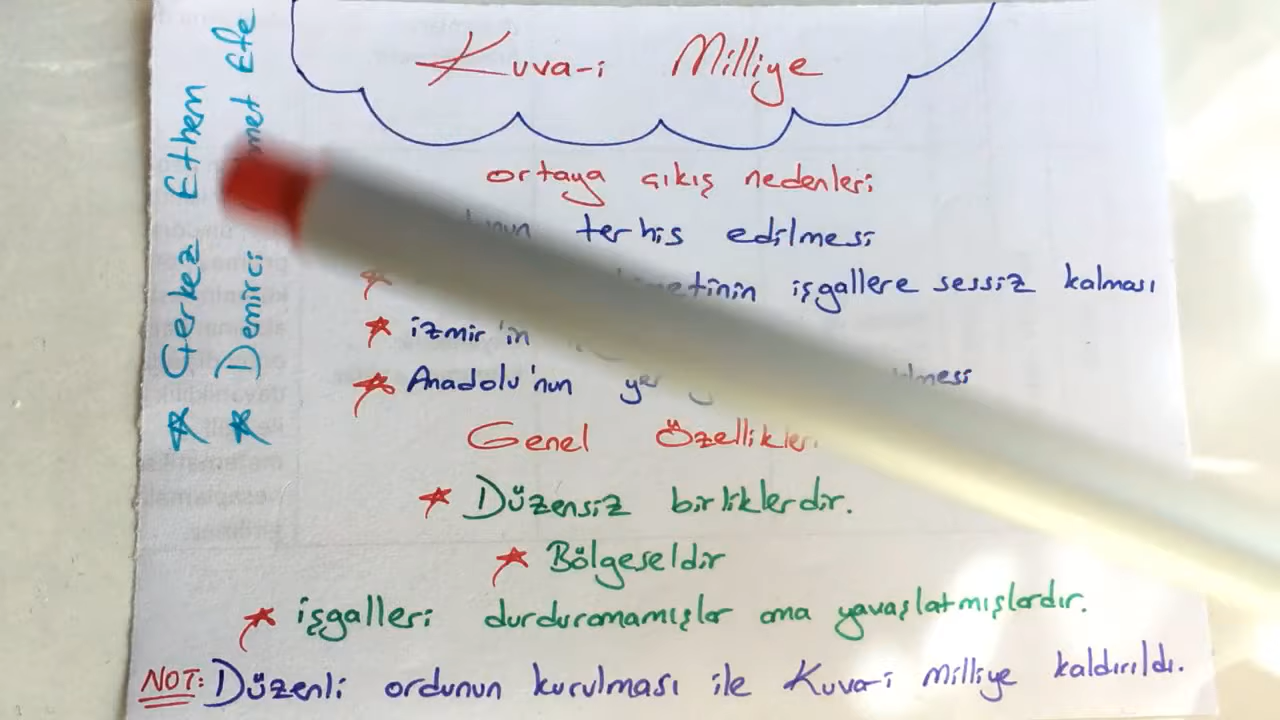 Kuva-i Milliye
ortaya çıkış nedenleri
terhis edilmesi
işgallere sessiz kalması
izmir'in
Anadolu'nun
Genel Özellikleri
Düzensiz birliklerdir.
Bölgeseldir
işgalleri durduramamışlar ama yavaşlatmışlardır.
NOT: Düzenli ordunun kurulması ile Kuva-i Milliye kaldırıldı.
Çerkez Ethem
Demirci Efe